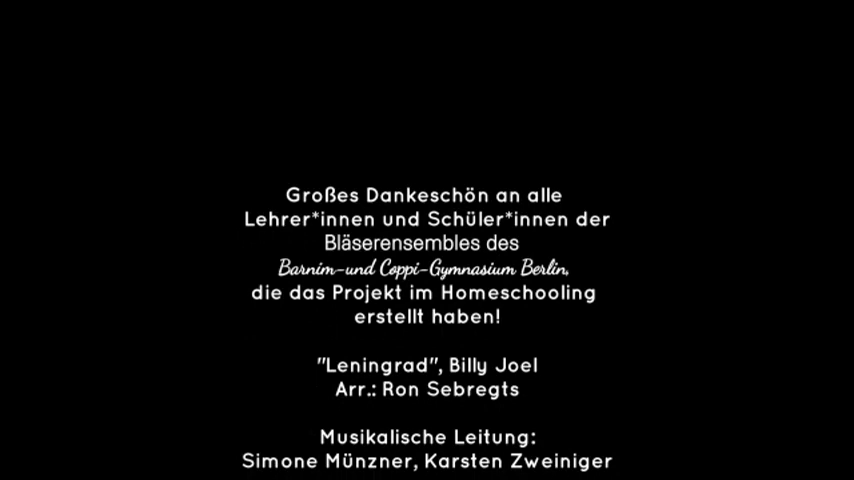 Großes Dankeschön an alle
Lehrer*innen und Schüler*innen der
Bläserensembles des
Barnim-und Coppi-Gymnasium Berlin,
die das Projekt im Homeschooling
erstellt haben!
"Leningrad", Billy Joel
Arr.: Ron Sebregts
Musikalische Leitung:
Simone Münzner, Karsten Zweiniger